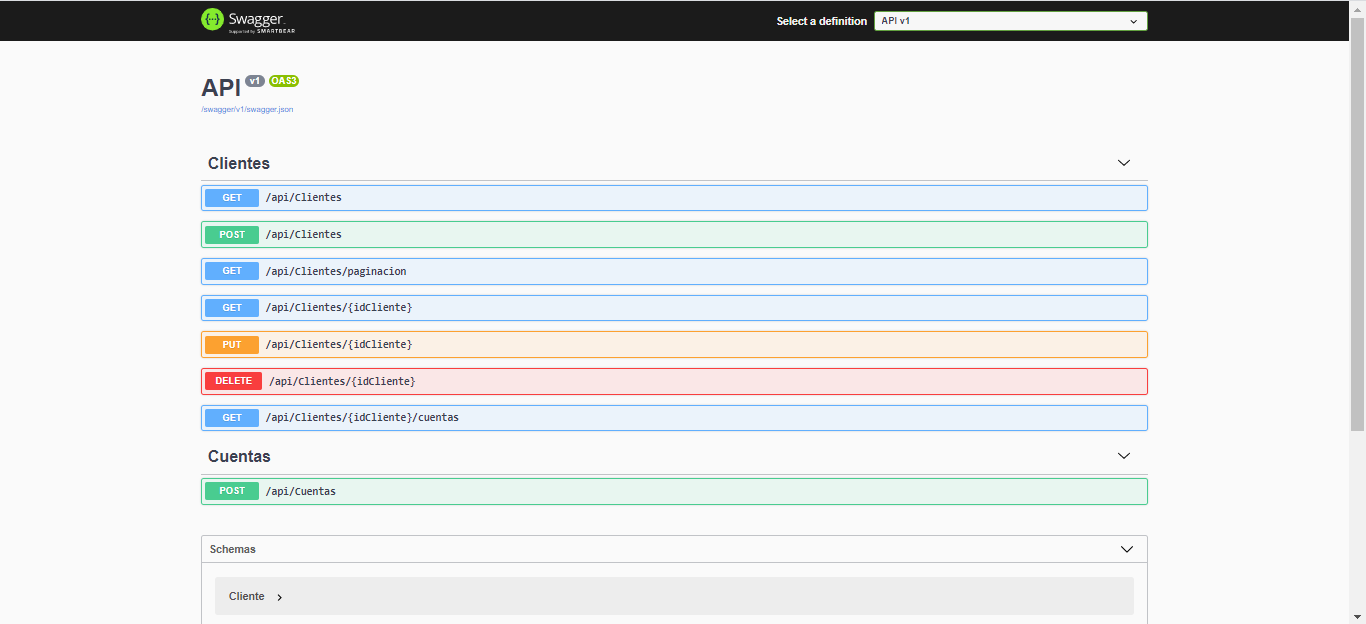 Swagger.
Supported by SMARTBEAR
Select a definition
API v1
API v1 OAS3
/swagger/v1/swagger.json
Clientes
GET /api/Clientes
POST /api/Clientes
GET /api/Clientes/paginacion
GET /api/Clientes/{idCliente}
PUT /api/Clientes/{idCliente}
DELETE /api/Clientes/{idCliente}
GET /api/Clientes/{idCliente}/cuentas
Cuentas
POST /api/Cuentas
Schemas
Cliente